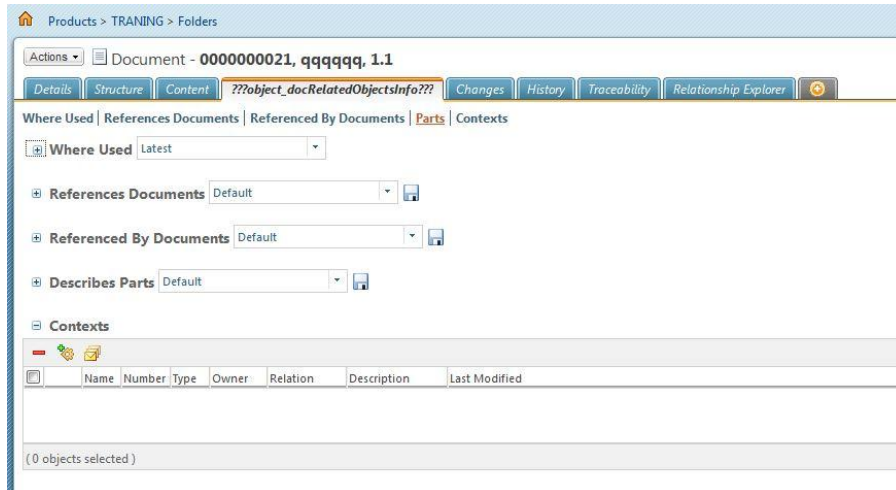 Products > TRANING > Folders
Actions Document - 0000000021, qqqqqq, 1.1
Details Structure Content ???object_docRelatedObjectsInfo??? Changes History Traceability Relationship Explorer
Where Used | References Documents | Referenced By Documents | Parts | Contexts
Where Used Latest
References Documents Default
Referenced By Documents Default
Describes Parts Default
Contexts
Name Number Type Owner Relation Description Last Modified
( 0 objects selected )